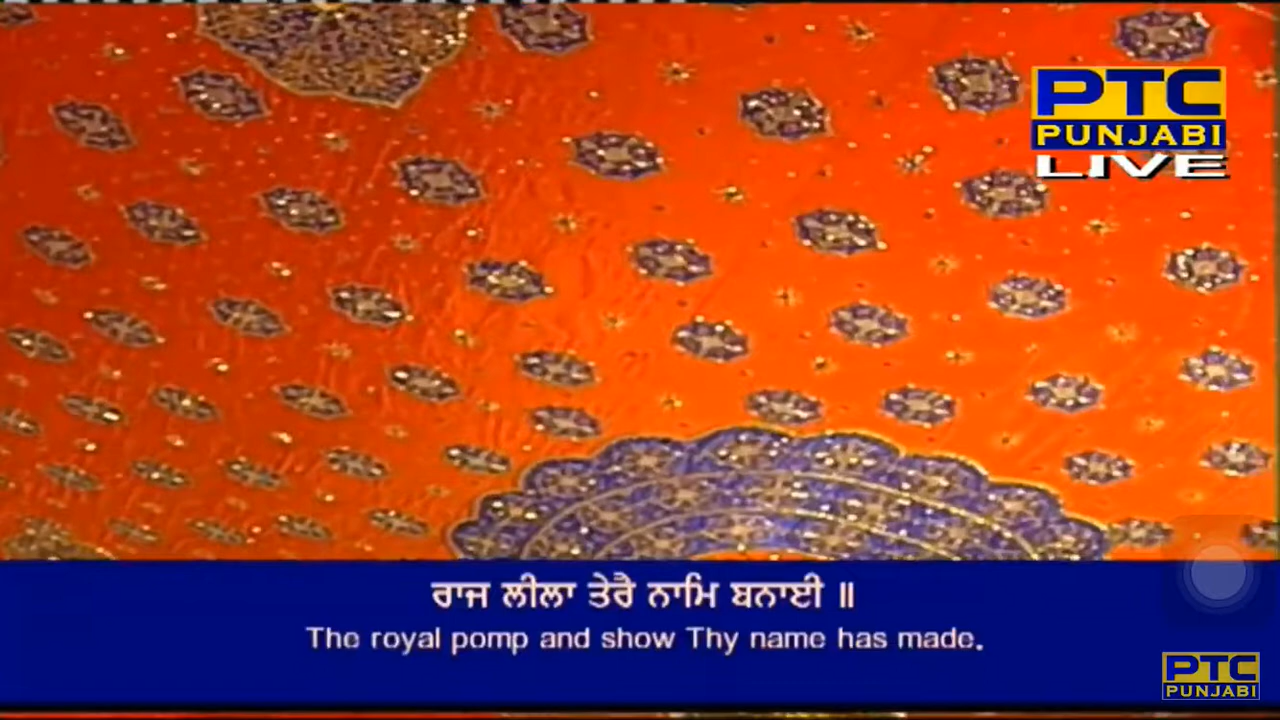 PTC
PUNJABI
LIVE
ਰਾਜ ਲੀਲਾ ਤੇਰੈ ਨਾਮਿ ਬਨਾਈ ॥
The royal pomp and show Thy name has made.
PTC
PUNJABI